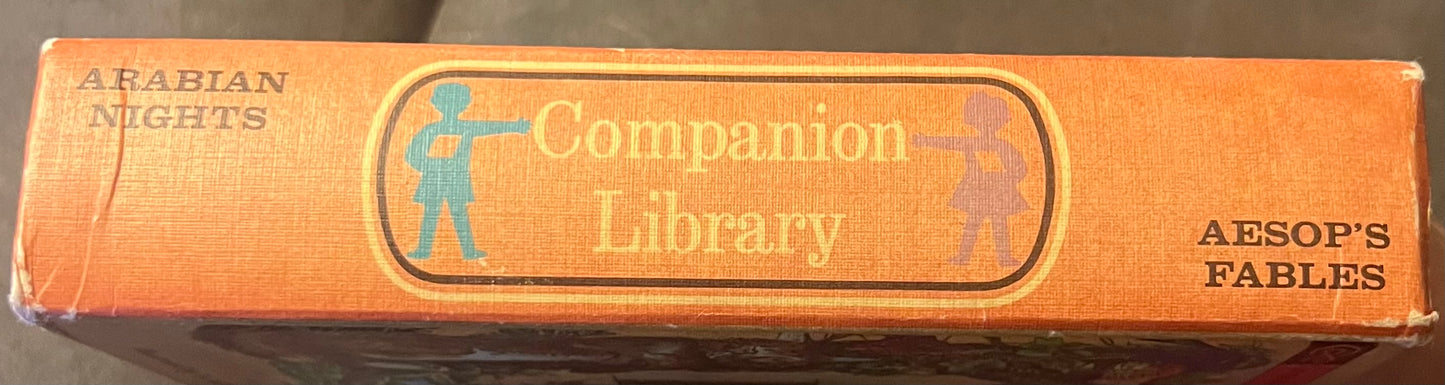 ARABIAN
NIGHTS
Companion
Library
AESOP'S
FABLES